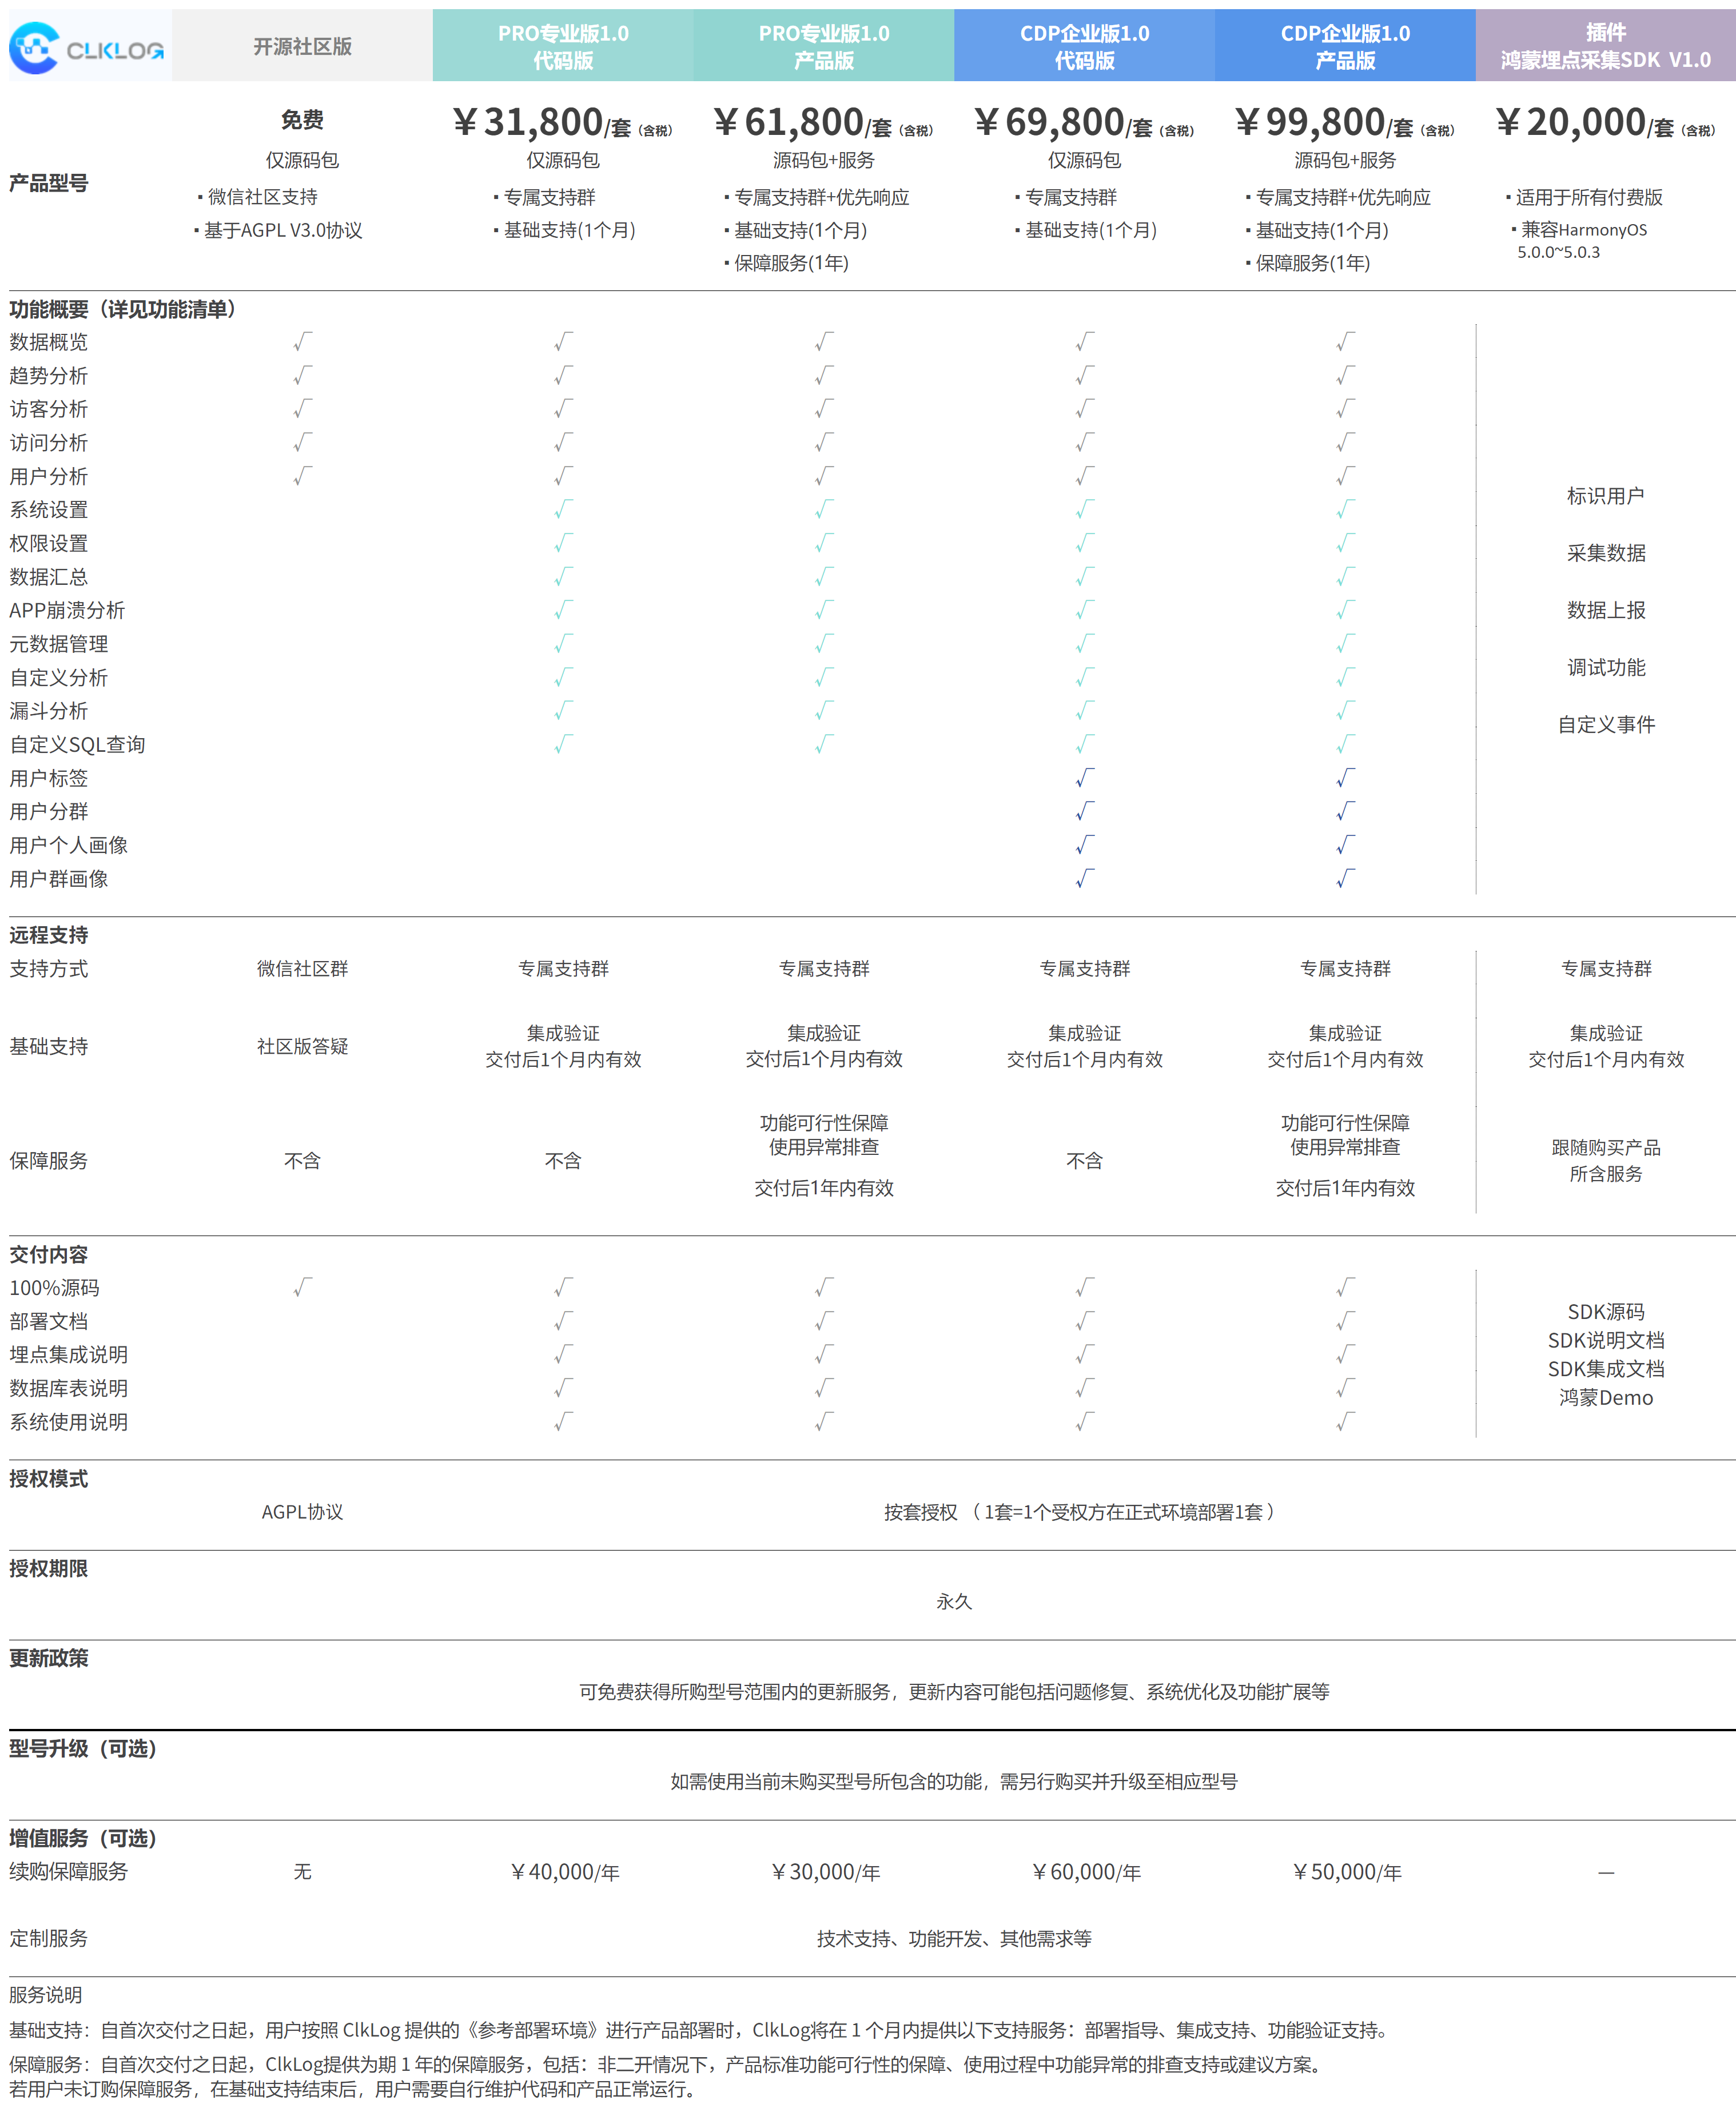 CLKLOG
开源社区版
PRO专业版1.0
代码版
PRO专业版1.0
产品版
CDP企业版1.0
代码版
CDP企业版1.0
产品版
插件
鸿蒙埋点采集SDK V1.0
产品型号
免费
仅源码包
▪ 微信社区支持
▪ 基于AGPL V3.0协议
￥31,800/套（含税）
仅源码包
▪ 专属支持群
▪ 基础支持(1个月)
￥61,800/套（含税）
源码包+服务
▪ 专属支持群+优先响应
▪ 基础支持(1个月)
▪ 保障服务(1年)
￥69,800/套（含税）
仅源码包
▪ 专属支持群
▪ 基础支持(1个月)
￥99,800/套（含税）
源码包+服务
▪ 专属支持群+优先响应
▪ 基础支持(1个月)
▪ 保障服务(1年)
￥20,000/套（含税）
▪ 适用于所有付费版
▪ 兼容HarmonyOS
5.0.0~5.0.3
功能概要（详见功能清单）
数据概览 √ √ √ √ √
趋势分析 √ √ √ √ √
访客分析 √ √ √ √ √
访问分析 √ √ √ √ √
用户分析 √ √ √ √ √
系统设置 √ √ √ √
权限设置 √ √ √ √
数据汇总 √ √ √ √
APP崩溃分析 √ √ √ √
元数据管理 √ √ √ √
自定义分析 √ √ √ √
漏斗分析 √ √ √ √
自定义SQL查询 √ √ √ √
用户标签 √ √
用户分群 √ √
用户个人画像 √ √
用户群画像 √ √
标识用户
采集数据
数据上报
调试功能
自定义事件
远程支持
支持方式 微信社区群 专属支持群 专属支持群 专属支持群 专属支持群 专属支持群
基础支持 社区版答疑
集成验证
交付后1个月内有效
集成验证
交付后1个月内有效
集成验证
交付后1个月内有效
集成验证
交付后1个月内有效
集成验证
交付后1个月内有效
保障服务 不含 不含
功能可行性保障
使用异常排查
交付后1年内有效
不含
功能可行性保障
使用异常排查
交付后1年内有效
跟随购买产品
所含服务
交付内容
100%源码 √ √ √ √ √
部署文档 √ √ √ √
埋点集成说明 √ √ √ √
数据库表说明 √ √ √ √
系统使用说明 √ √ √ √
SDK源码
SDK说明文档
SDK集成文档
鸿蒙Demo
授权模式
AGPL协议 按套授权 （ 1套=1个受权方在正式环境部署1套 ）
授权期限
永久
更新政策
可免费获得所购型号范围内的更新服务，更新内容可能包括问题修复、系统优化及功能扩展等
型号升级（可选）
如需使用当前未购买型号所包含的功能，需另行购买并升级至相应型号
增值服务（可选）
续购保障服务 无 ￥40,000/年 ￥30,000/年 ￥60,000/年 ￥50,000/年 —
定制服务 技术支持、功能开发、其他需求等
服务说明
基础支持：自首次交付之日起，用户按照 ClkLog 提供的《参考部署环境》进行产品部署时，ClkLog将在 1 个月内提供以下支持服务：部署指导、集成支持、功能验证支持。
保障服务：自首次交付之日起，ClkLog提供为期 1 年的保障服务，包括：非二开情况下，产品标准功能可行性的保障、使用过程中功能异常的排查支持或建议方案。
若用户未订购保障服务，在基础支持结束后，用户需要自行维护代码和产品正常运行。